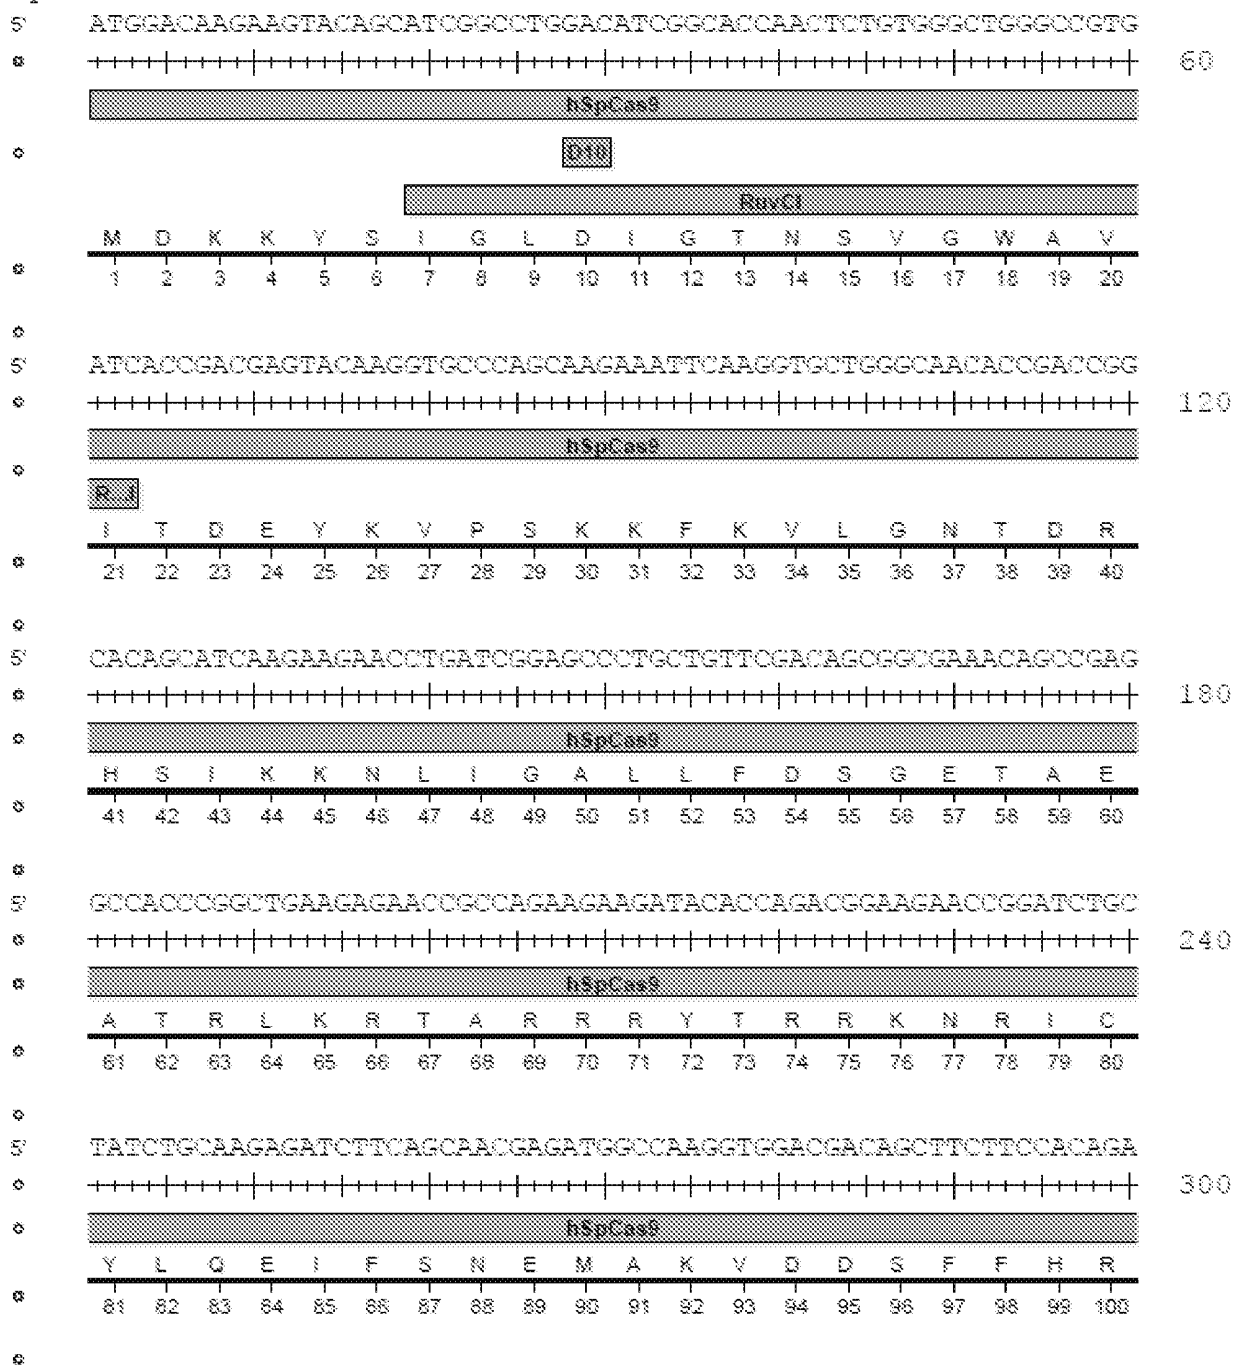 5' ATGGACAAGAAGTACAGCATCGGCCTGGACATCGGCACCAACTCTGTGGGCTGGGCCGTG
60
hSpCas9
D10
RuvCI
M D K K Y S I G L D I G T N S V G W A V
1 2 3 4 5 6 7 8 9 10 11 12 13 14 15 16 17 18 19 20
5' ATCACCGACGAGTACAAGGTGCCCAGCAAGAAATTCAAGGTGCTGGGCAACACCGACCGG
120
hSpCas9
R...I
I T D E Y K V P S K K F K V L G N T D R
21 22 23 24 25 26 27 28 29 30 31 32 33 34 35 36 37 38 39 40
5' CACAGCATCAAGAAGAACCTGATCGGAGCCCTGCTGTTCGACAGCGGCGAAACAGCCGAG
180
hSpCas9
H S I K K N L I G A L L F D S G E T A E
41 42 43 44 45 46 47 48 49 50 51 52 53 54 55 56 57 58 59 60
5' GCCACCCGGCTGAAGAGAACCGCCAGAAGAAGATACACCAGACGGAAGAACCGGATCTGC
240
hSpCas9
A T R L K R T A R R R Y T R R K N R I C
61 62 63 64 65 66 67 68 69 70 71 72 73 74 75 76 77 78 79 80
5' TATCTGCAAGAGATCTTCAGCAACGAGATGGCCAAGGTGGACGACAGCTTCTTCCACAGA
300
hSpCas9
Y L Q E I F S N E M A K V D D S F F H R
81 82 83 84 85 86 87 88 89 90 91 92 93 94 95 96 97 98 99 100